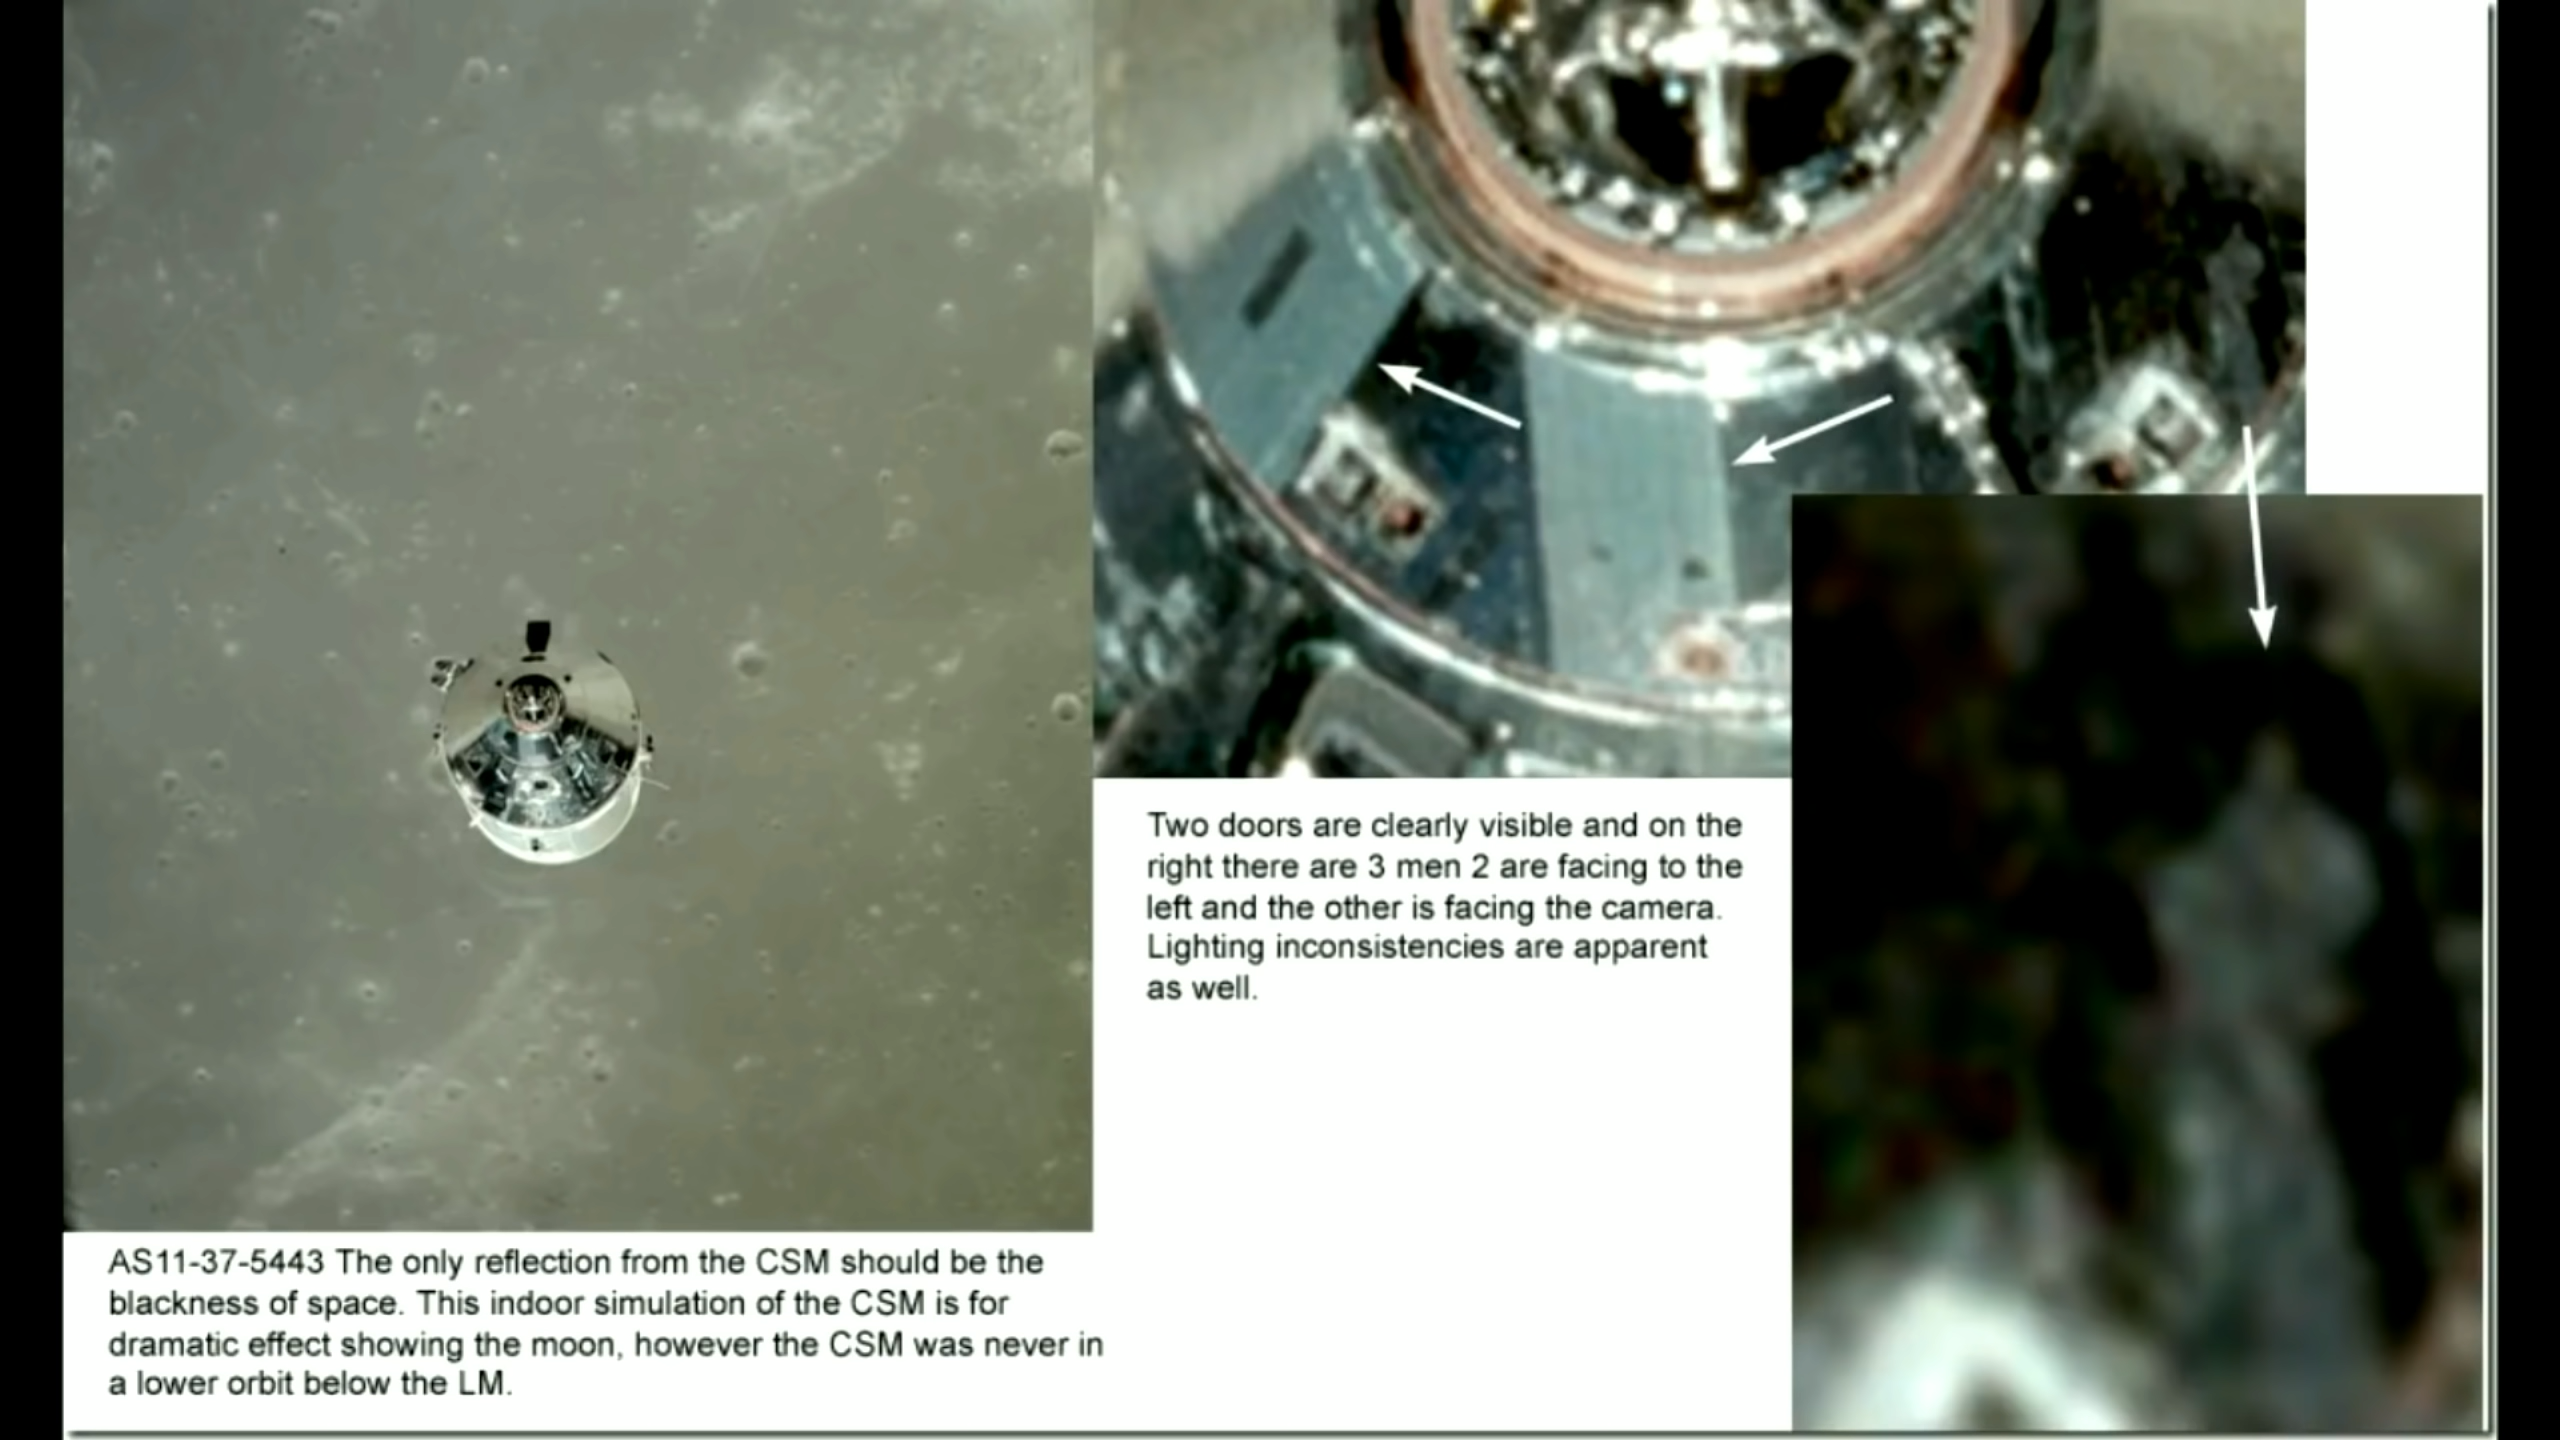 Two doors are clearly visible and on the
right there are 3 men 2 are facing to the
left and the other is facing the camera.
Lighting inconsistencies are apparent
as well.
AS11-37-5443 The only reflection from the CSM should be the
blackness of space. This indoor simulation of the CSM is for
dramatic effect showing the moon, however the CSM was never in
a lower orbit below the LM.